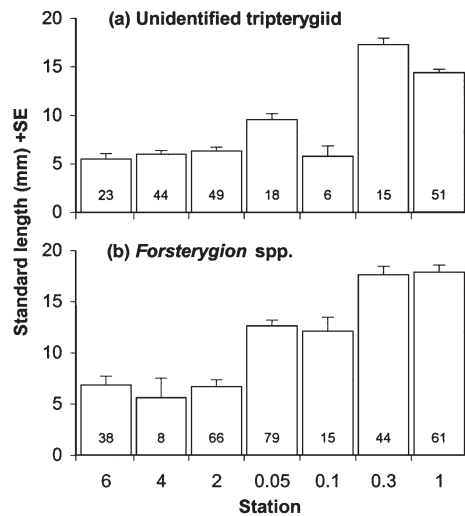 (a) Unidentified tripterygiid
20
15
10
5
0
23 44 49 18 6 15 51
Standard length (mm) +SE
(b) Forsterygion spp.
20
15
10
5
0
38 8 66 79 15 44 61
6 4 2 0.05 0.1 0.3 1
Station